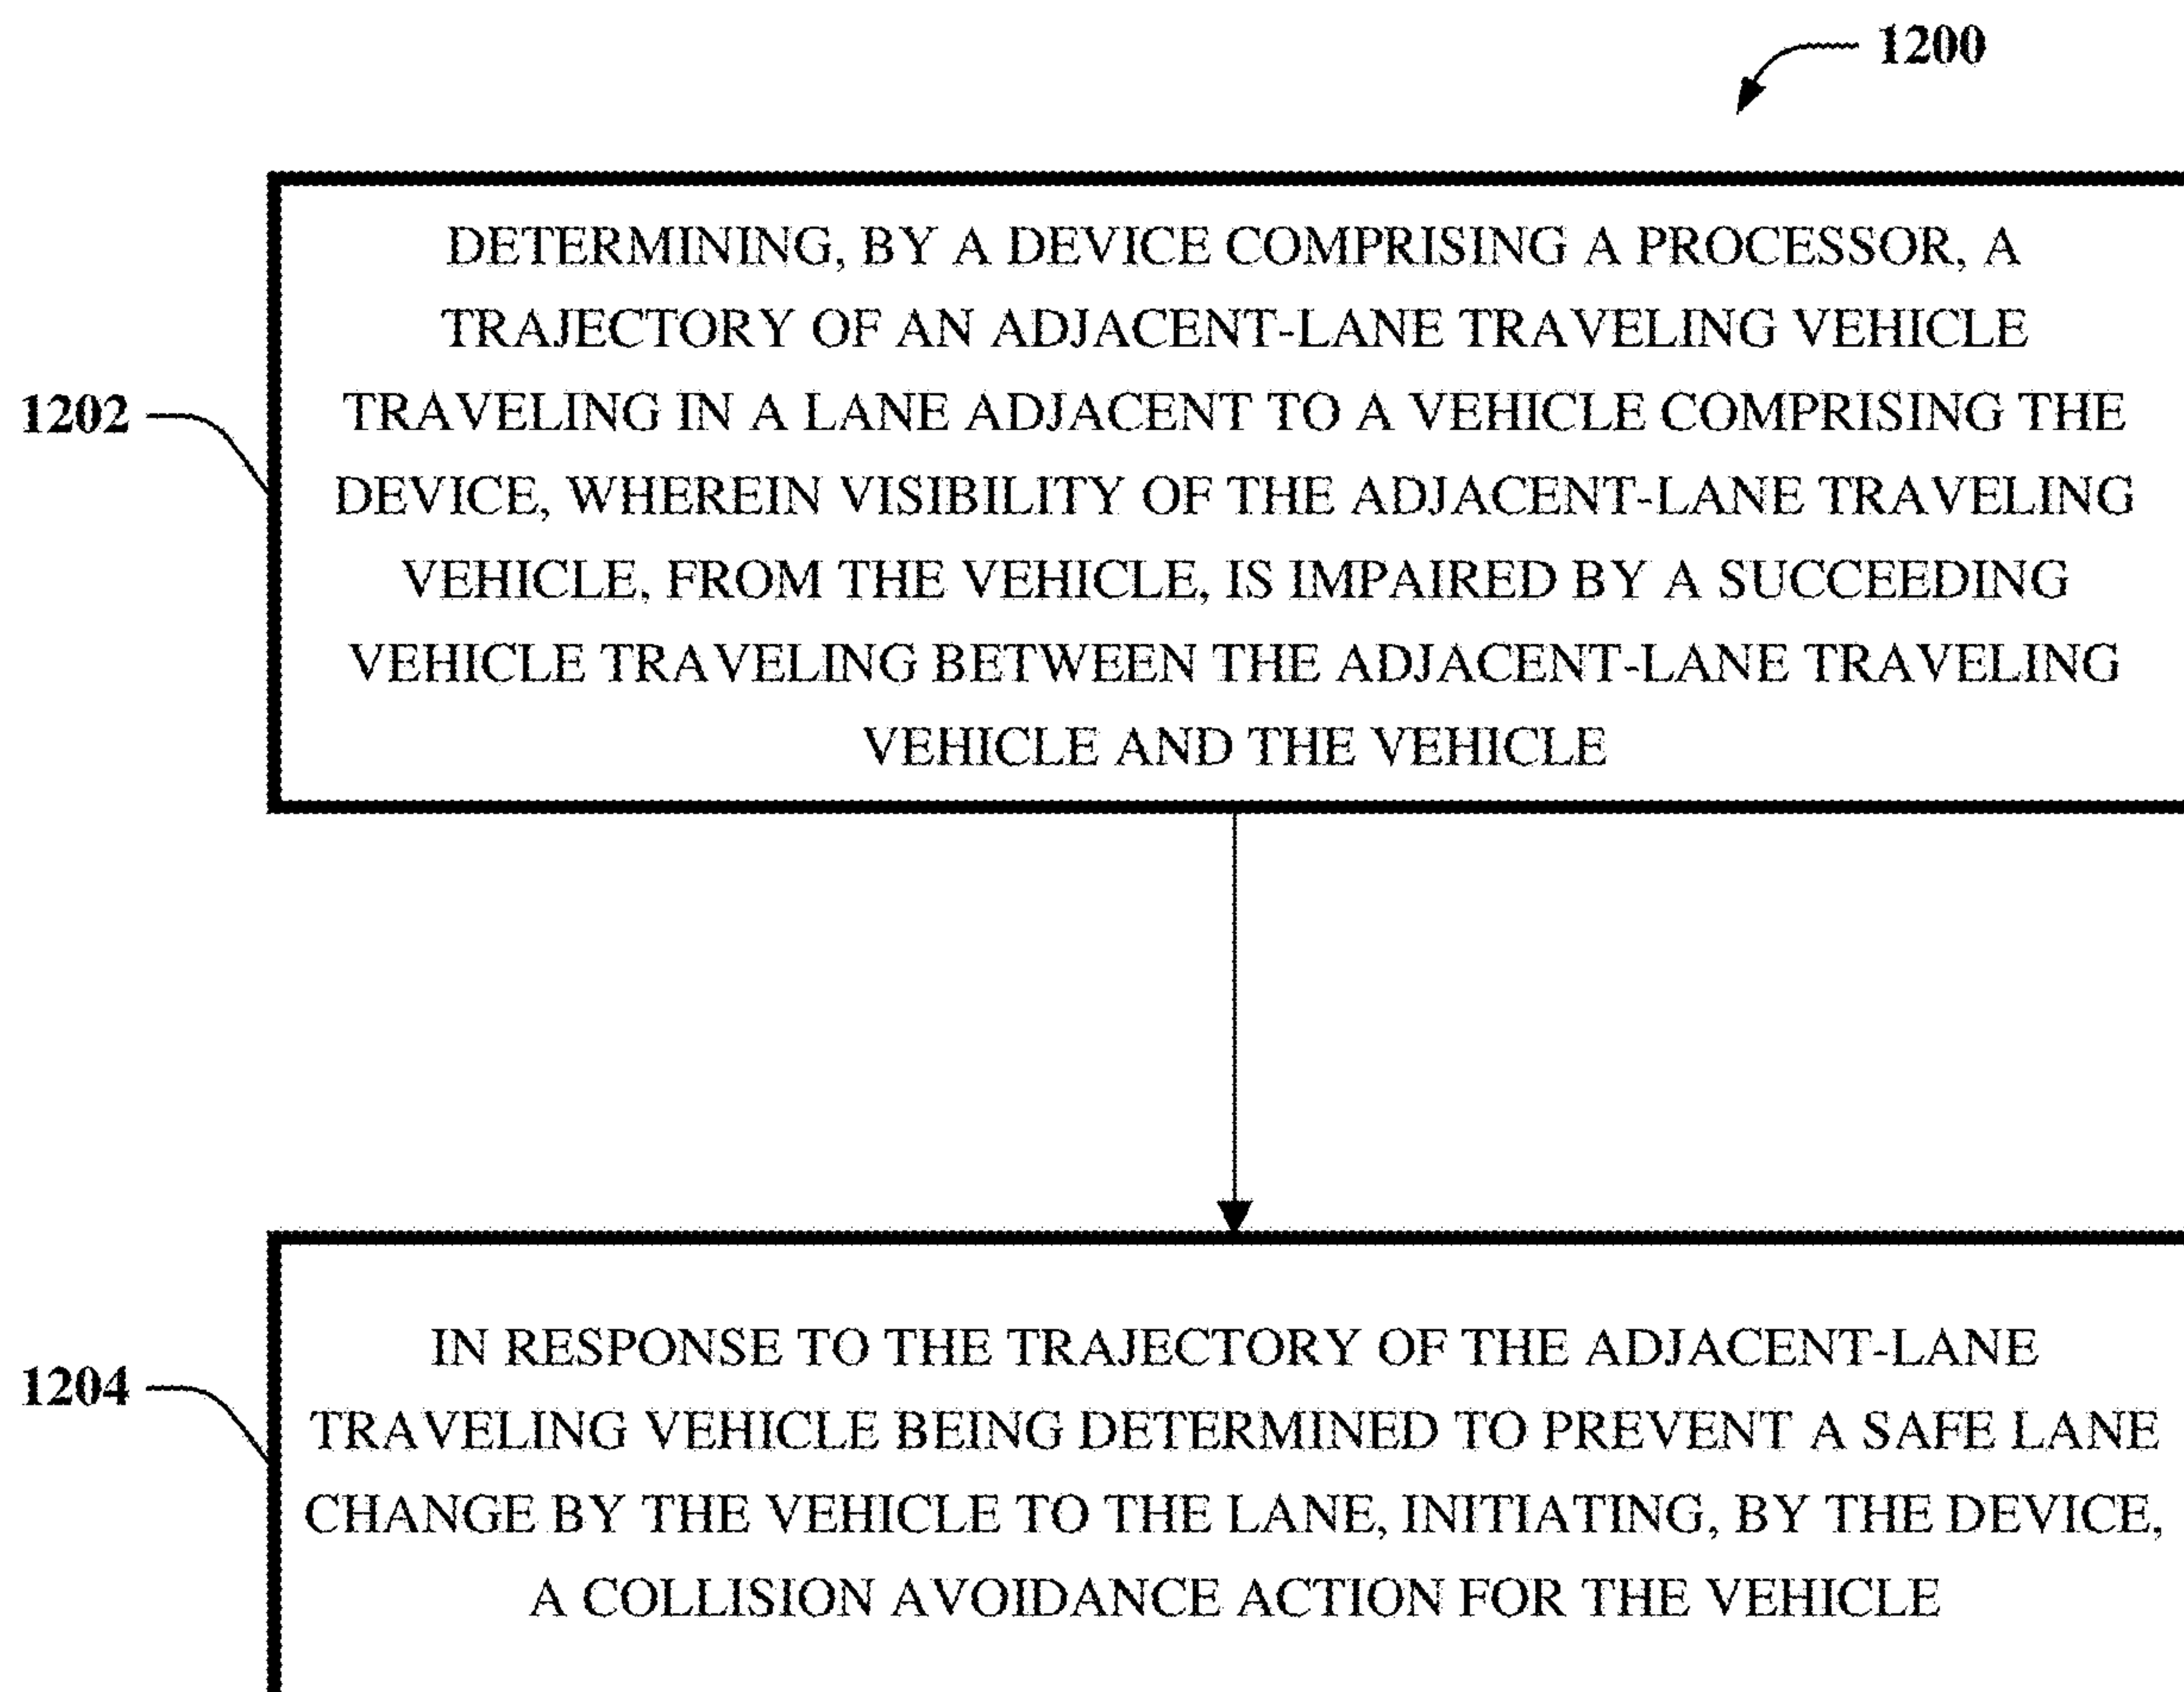 1200
DETERMINING, BY A DEVICE COMPRISING A PROCESSOR, A
TRAJECTORY OF AN ADJACENT-LANE TRAVELING VEHICLE
1202
TRAVELING IN A LANE ADJACENT TO A VEHICLE COMPRISING THE
DEVICE, WHEREIN VISIBILITY OF THE ADJACENT-LANE TRAVELING
VEHICLE, FROM THE VEHICLE, IS IMPAIRED BY A SUCCEEDING
VEHICLE TRAVELING BETWEEN THE ADJACENT-LANE TRAVELING
VEHICLE AND THE VEHICLE
IN RESPONSE TO THE TRAJECTORY OF THE ADJACENT-LANE
1204
TRAVELING VEHICLE BEING DETERMINED TO PREVENT A SAFE LANE
CHANGE BY THE VEHICLE TO THE LANE, INITIATING, BY THE DEVICE,
A COLLISION AVOIDANCE ACTION FOR THE VEHICLE